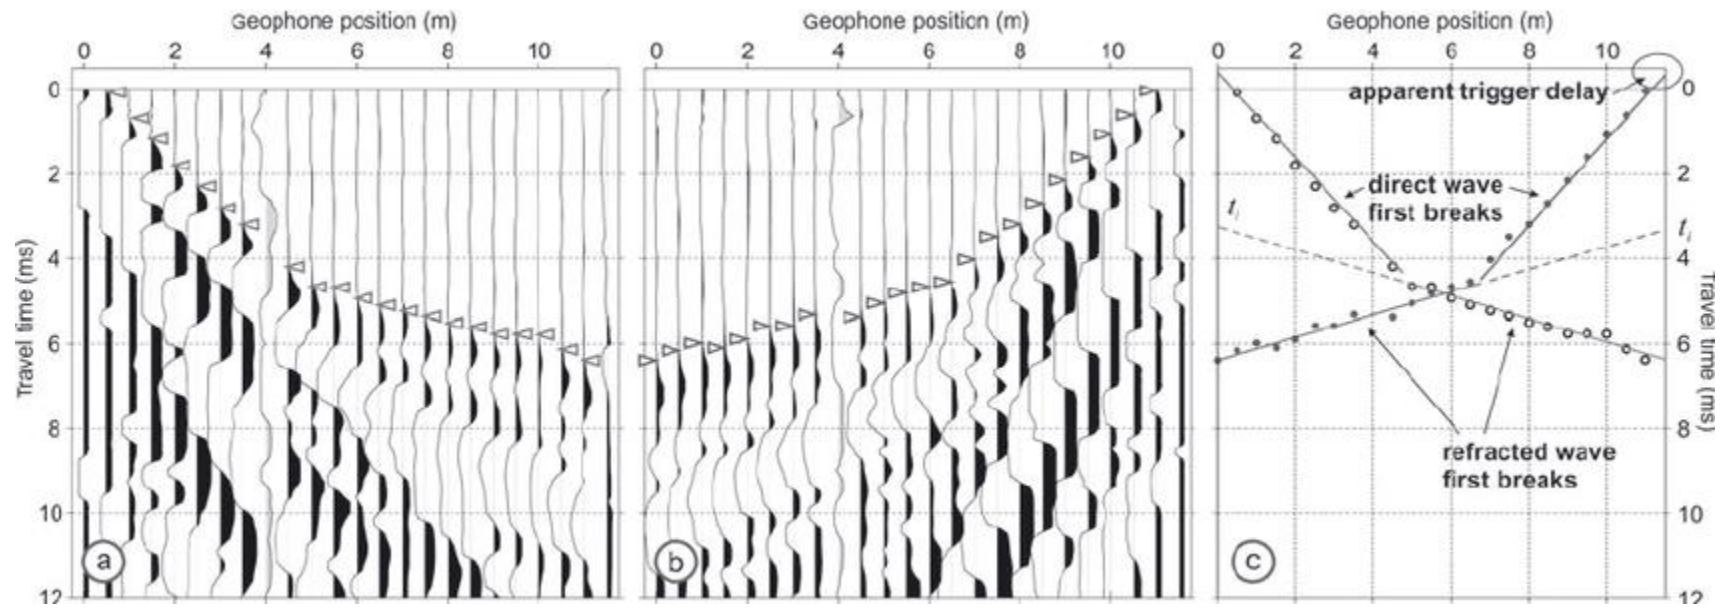 Geophone position (m)
0 2 4 6 8 10
Travel time (ms)
0
2
4
6
8
10
12
a
Geophone position (m)
0 2 4 6 8 10
b
Geophone position (m)
0 2 4 6 8 10
apparent trigger delay
direct wave
first breaks
t_i
t_i
refracted wave
first breaks
c
0
2
4
6
8
10
12
Travel time (ms)